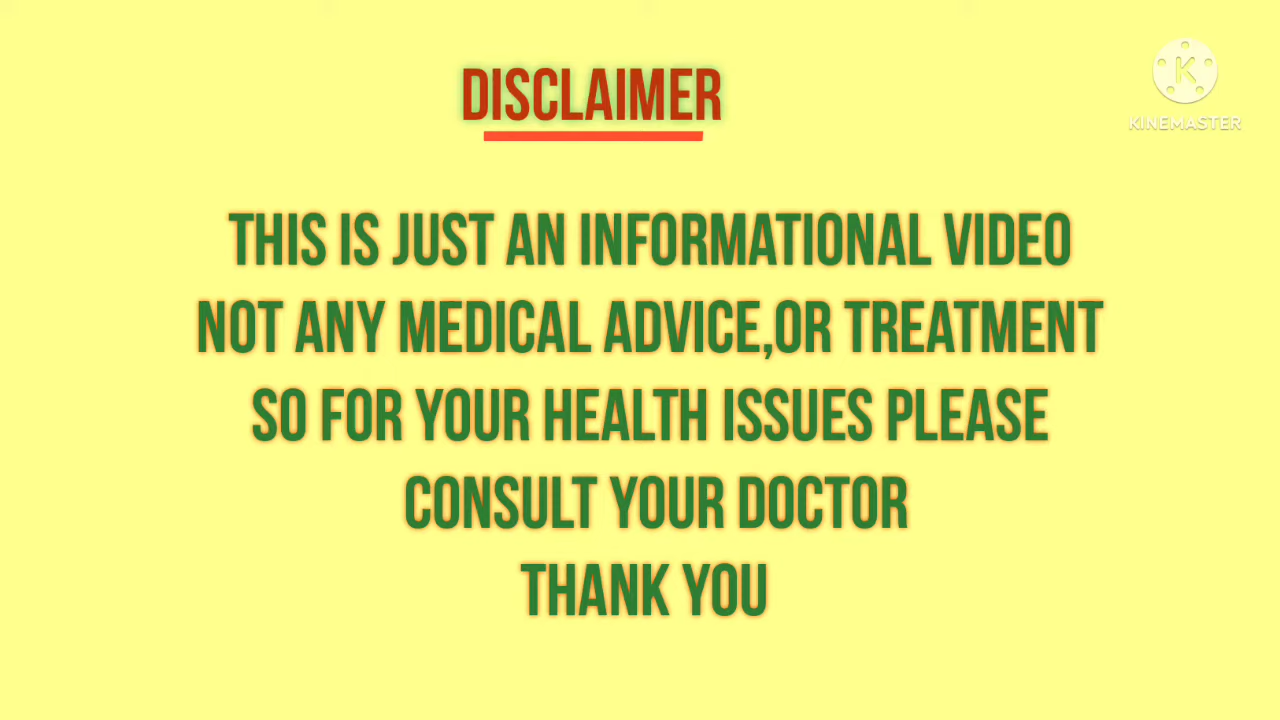 DISCLAIMER
K
KINEMASTER
THIS IS JUST AN INFORMATIONAL VIDEO
NOT ANY MEDICAL ADVICE,OR TREATMENT
SO FOR YOUR HEALTH ISSUES PLEASE
CONSULT YOUR DOCTOR
THANK YOU